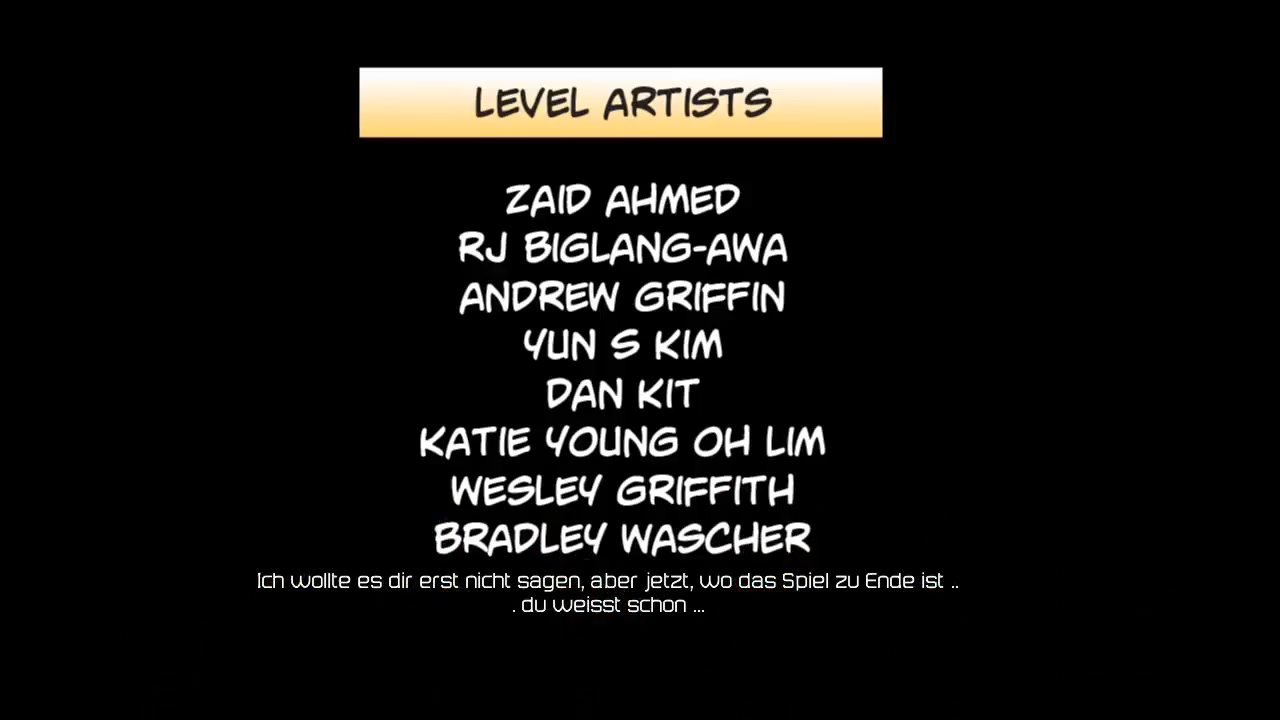 LEVEL ARTISTS
ZAID AHMED
RJ BIGLANG-AWA
ANDREW GRIFFIN
YUN S KIM
DAN KIT
KATIE YOUNG OH LIM
WESLEY GRIFFITH
BRADLEY WASCHER
Ich wollte es dir erst nicht sagen, aber jetzt, wo das Spiel zu Ende ist ..
. du weisst schon ...